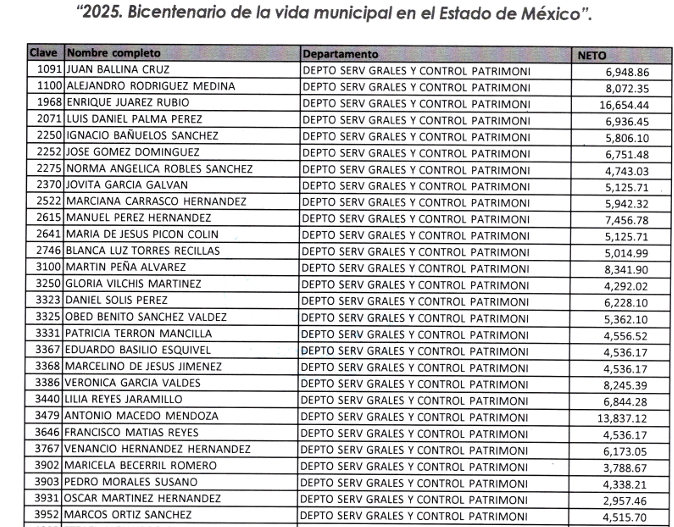 “2025. Bicentenario de la vida municipal en el Estado de México”.
Clave Nombre completo Departamento NETO
1091 JUAN BALLINA CRUZ DEPTO SERV GRALES Y CONTROL PATRIMONI 6,948.86
1100 ALEJANDRO RODRIGUEZ MEDINA DEPTO SERV GRALES Y CONTROL PATRIMONI 8,072.35
1968 ENRIQUE JUAREZ RUBIO DEPTO SERV GRALES Y CONTROL PATRIMONI 16,654.44
2071 LUIS DANIEL PALMA PEREZ DEPTO SERV GRALES Y CONTROL PATRIMONI 6,936.45
2250 IGNACIO BAÑUELOS SANCHEZ DEPTO SERV GRALES Y CONTROL PATRIMONI 5,806.10
2252 JOSE GOMEZ DOMINGUEZ DEPTO SERV GRALES Y CONTROL PATRIMONI 6,751.48
2275 NORMA ANGELICA ROBLES SANCHEZ DEPTO SERV GRALES Y CONTROL PATRIMONI 4,743.03
2370 JOVITA GARCIA GALVAN DEPTO SERV GRALES Y CONTROL PATRIMONI 5,125.71
2522 MARCIANA CARRASCO HERNANDEZ DEPTO SERV GRALES Y CONTROL PATRIMONI 5,942.32
2615 MANUEL PEREZ HERNANDEZ DEPTO SERV GRALES Y CONTROL PATRIMONI 7,456.78
2641 MARIA DE JESUS PICON COLIN DEPTO SERV GRALES Y CONTROL PATRIMONI 5,125.71
2746 BLANCA LUZ TORRES RECILLAS DEPTO SERV GRALES Y CONTROL PATRIMONI 5,014.99
3100 MARTIN PEÑA ALVAREZ DEPTO SERV GRALES Y CONTROL PATRIMONI 8,341.90
3250 GLORIA VILCHIS MARTINEZ DEPTO SERV GRALES Y CONTROL PATRIMONI 4,292.02
3323 DANIEL SOLIS PEREZ DEPTO SERV GRALES Y CONTROL PATRIMONI 6,228.10
3325 OBED BENITO SANCHEZ VALDEZ DEPTO SERV GRALES Y CONTROL PATRIMONI 5,362.10
3331 PATRICIA TERRON MANCILLA DEPTO SERV GRALES Y CONTROL PATRIMONI 4,556.52
3367 EDUARDO BASILIO ESQUIVEL DEPTO SERV GRALES Y CONTROL PATRIMONI 4,536.17
3368 MARCELINO DE JESUS JIMENEZ DEPTO SERV GRALES Y CONTROL PATRIMONI 4,536.17
3386 VERONICA GARCIA VALDES DEPTO SERV GRALES Y CONTROL PATRIMONI 8,245.39
3440 LILIA REYES JARAMILLO DEPTO SERV GRALES Y CONTROL PATRIMONI 6,844.28
3479 ANTONIO MACEDO MENDOZA DEPTO SERV GRALES Y CONTROL PATRIMONI 13,837.12
3646 FRANCISCO MATIAS REYES DEPTO SERV GRALES Y CONTROL PATRIMONI 4,536.17
3767 VENANCIO HERNANDEZ HERNANDEZ DEPTO SERV GRALES Y CONTROL PATRIMONI 6,173.05
3902 MARICELA BECERRIL ROMERO DEPTO SERV GRALES Y CONTROL PATRIMONI 3,788.67
3903 PEDRO MORALES SUSANO DEPTO SERV GRALES Y CONTROL PATRIMONI 4,338.21
3931 OSCAR MARTINEZ HERNANDEZ DEPTO SERV GRALES Y CONTROL PATRIMONI 2,957.46
3952 MARCOS ORTIZ SANCHEZ DEPTO SERV GRALES Y CONTROL PATRIMONI 4,515.70